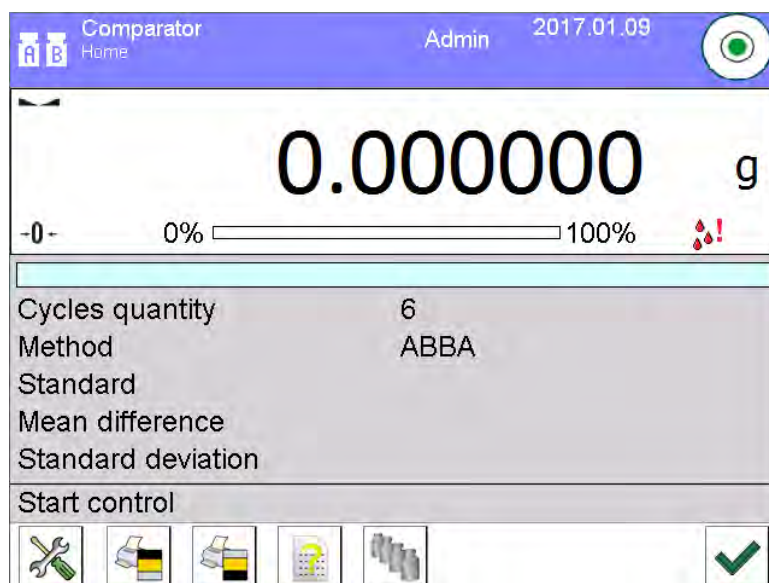 Comparator
Home
Admin
2017.01.09
A B
0.000000 g
0% 100%
Cycles quantity 6
Method ABBA
Standard
Mean difference
Standard deviation
Start control